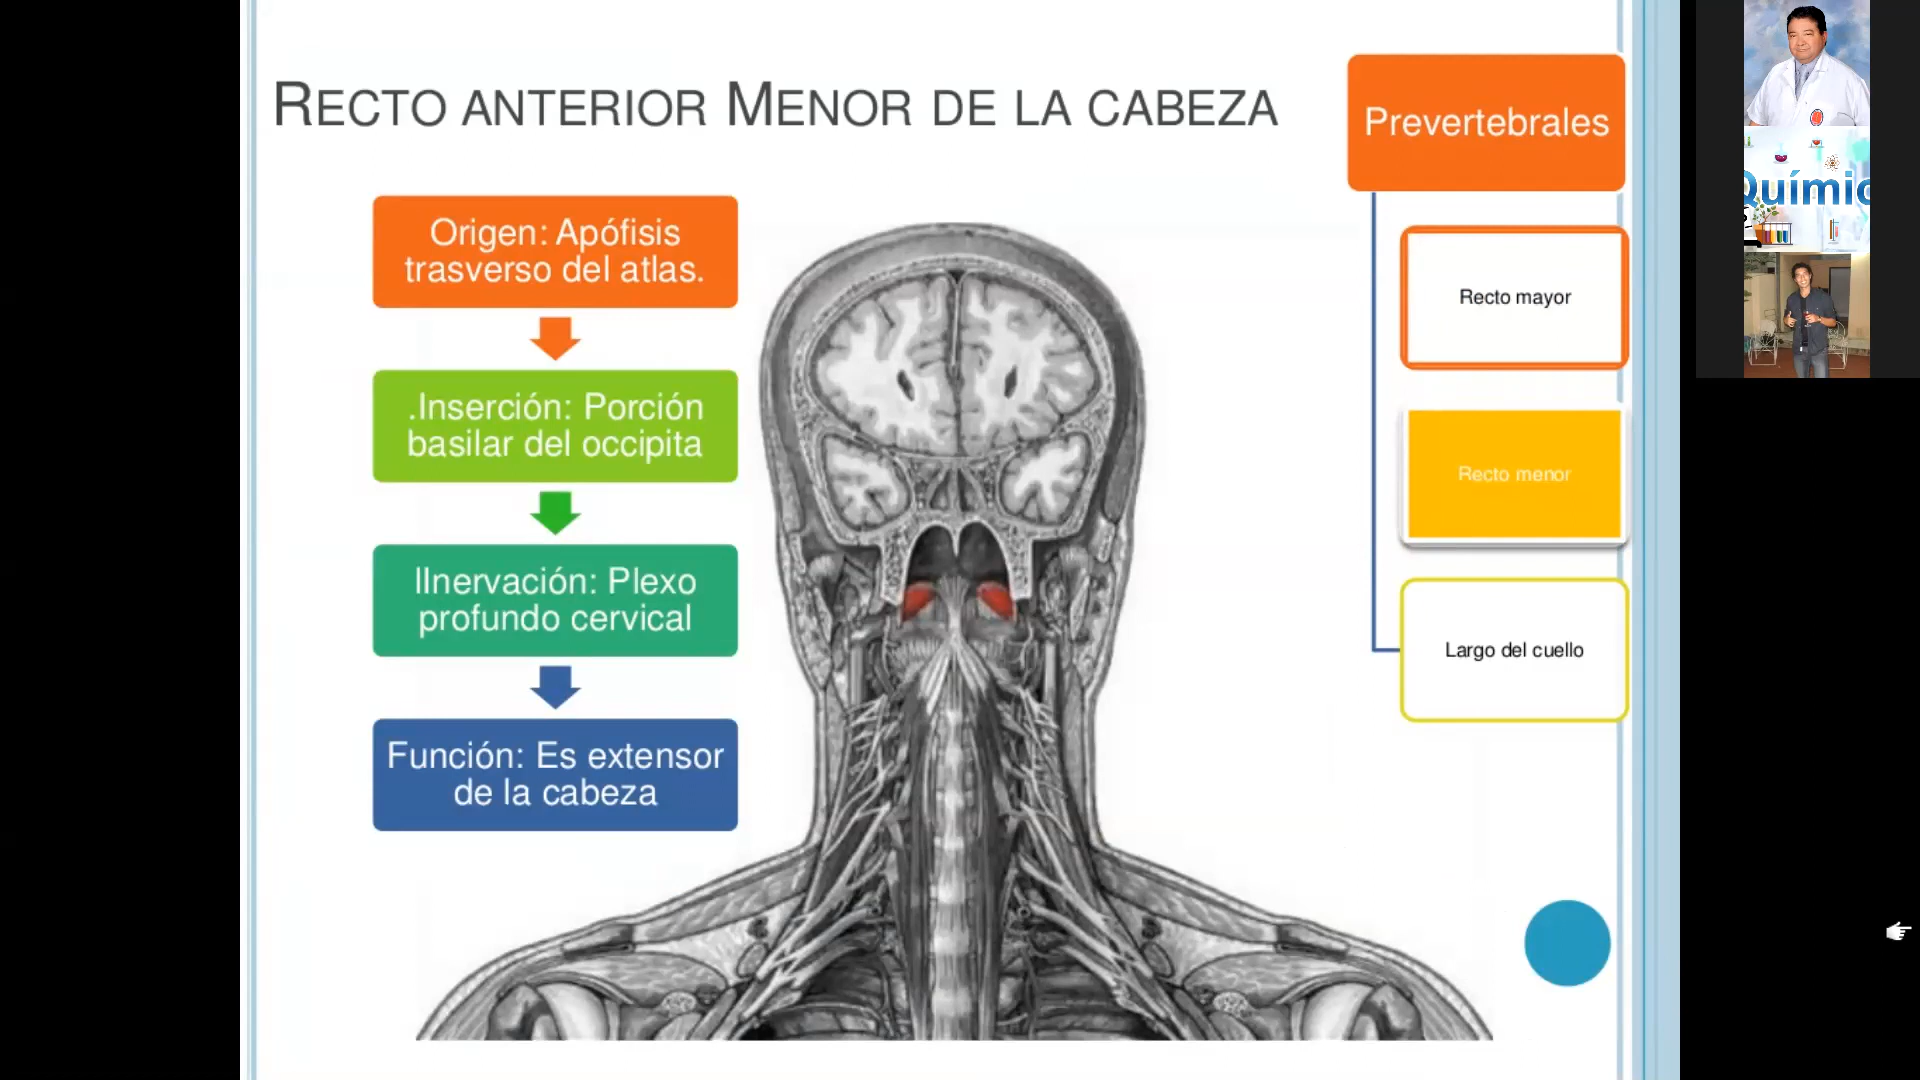 RECTO ANTERIOR MENOR DE LA CABEZA
Prevertebrales
Origen: Apófisis
trasverso del atlas.
.Inserción: Porción
basilar del occipita
IInervación: Plexo
profundo cervical
Función: Es extensor
de la cabeza
Recto mayor
Recto menor
Largo del cuello
Químic